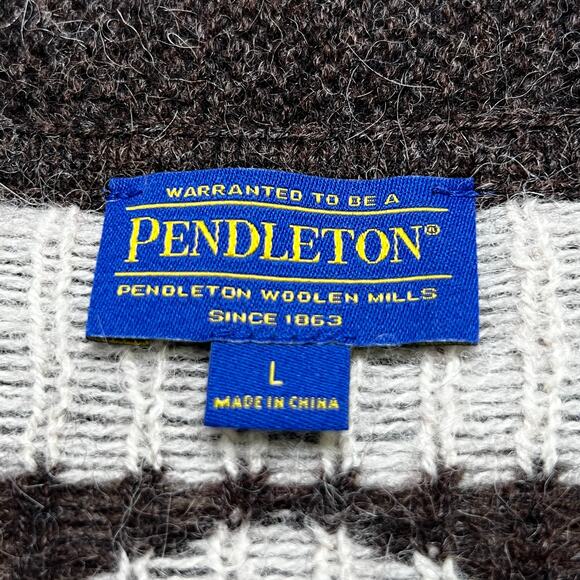 WARRANTED TO BE A
PENDLETON®
PENDLETON WOOLEN MILLS
SINCE 1863
L
MADE IN CHINA